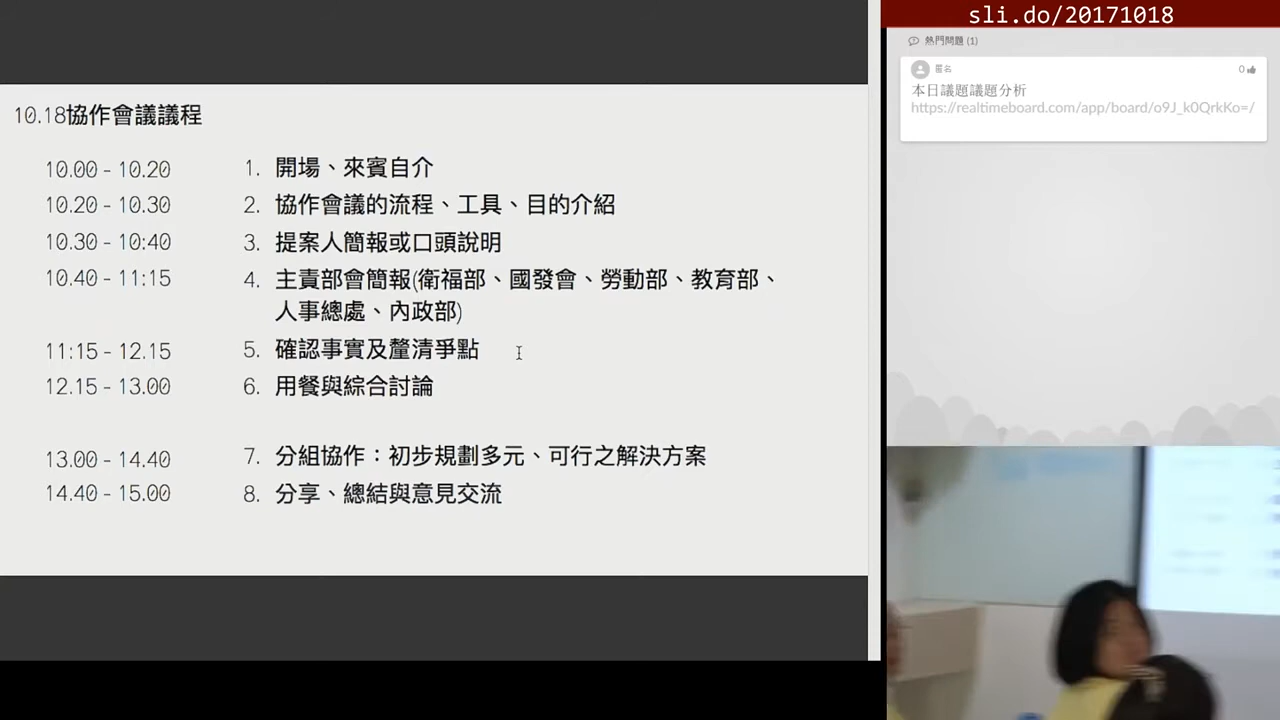 10.18協作會議議程
10.00 - 10.20 1. 開場、來賓自介
10.20 - 10.30 2. 協作會議的流程、工具、目的介紹
10.30 - 10:40 3. 提案人簡報或口頭說明
10.40 - 11:15 4. 主責部會簡報(衛福部、國發會、勞動部、教育部、
人事總處、內政部)
11:15 - 12.15 5. 確認事實及釐清爭點
12.15 - 13.00 6. 用餐與綜合討論
13.00 - 14.40 7. 分組協作：初步規劃多元、可行之解決方案
14.40 - 15.00 8. 分享、總結與意見交流
sli.do/20171018
熱門問題 (1)
匿名 0
本日議題議題分析
https://realtimeboard.com/app/board/o9J_k0QrkKo=/